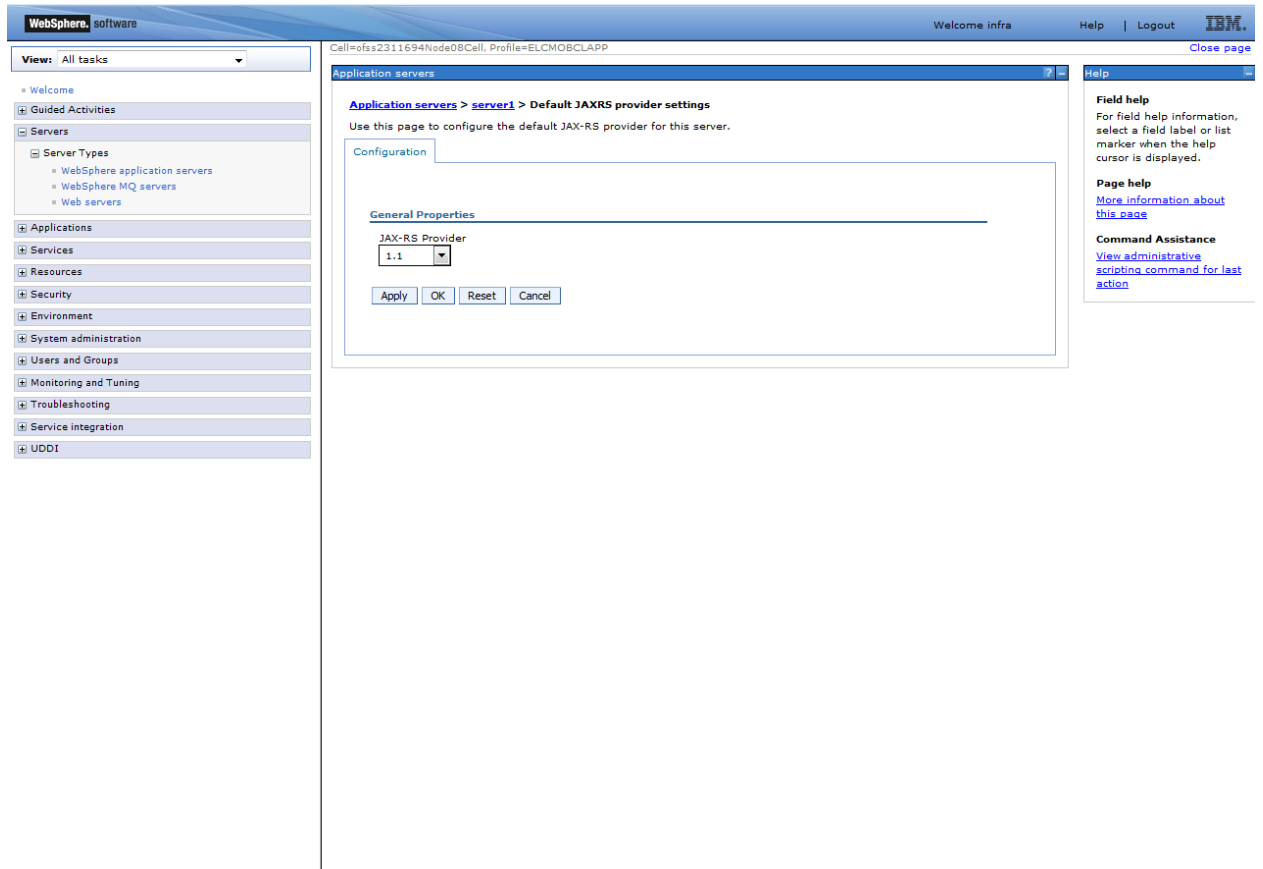 WebSphere. software
Welcome infra
Help | Logout
IBM.
View: All tasks
Cell=ofss2311694Node08Cell, Profile=ELCMOBCLAPP
Close page
Welcome
Guided Activities
Servers
Server Types
WebSphere application servers
WebSphere MQ servers
Web servers
Applications
Services
Resources
Security
Environment
System administration
Users and Groups
Monitoring and Tuning
Troubleshooting
Service integration
UDDI
Application servers
? -
Application servers > server1 > Default JAXRS provider settings
Use this page to configure the default JAX-RS provider for this server.
Configuration
General Properties
JAX-RS Provider
1.1
Apply OK Reset Cancel
Help
-
Field help
For field help information,
select a field label or list
marker when the help
cursor is displayed.
Page help
More information about
this page
Command Assistance
View administrative
scripting command for last
action